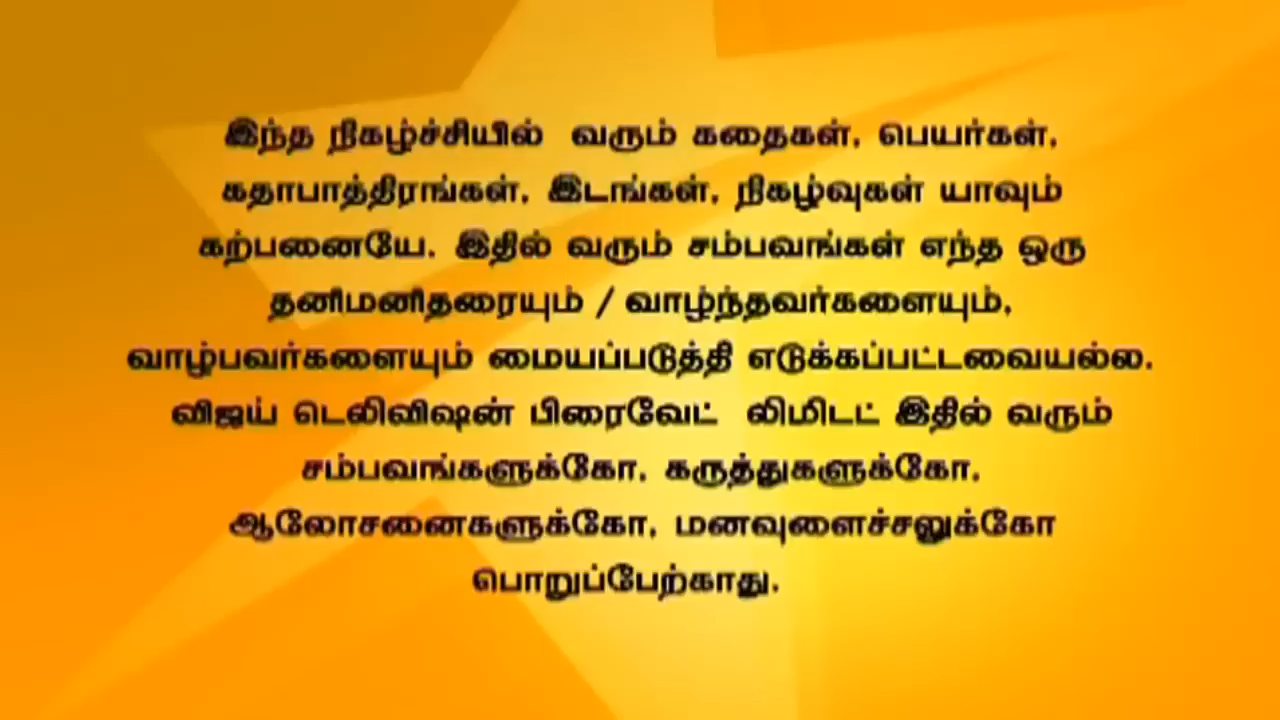 இந்த நிகழ்ச்சியில் வரும் கதைகள், பெயர்கள்,
கதாபாத்திரங்கள், இடங்கள், நிகழ்வுகள் யாவும்
கற்பனையே. இதில் வரும் சம்பவங்கள் எந்த ஒரு
தனிமனிதரையும் / வாழ்ந்தவர்களையும்,
வாழ்பவர்களையும் மையப்படுத்தி எடுக்கப்பட்டவையல்ல.
விஜய் டெலிவிஷன் பிரைவேட் லிமிடட் இதில் வரும்
சம்பவங்களுக்கோ, கருத்துகளுக்கோ,
ஆலோசனைகளுக்கோ, மனவுளைச்சலுக்கோ
பொறுப்பேற்காது.